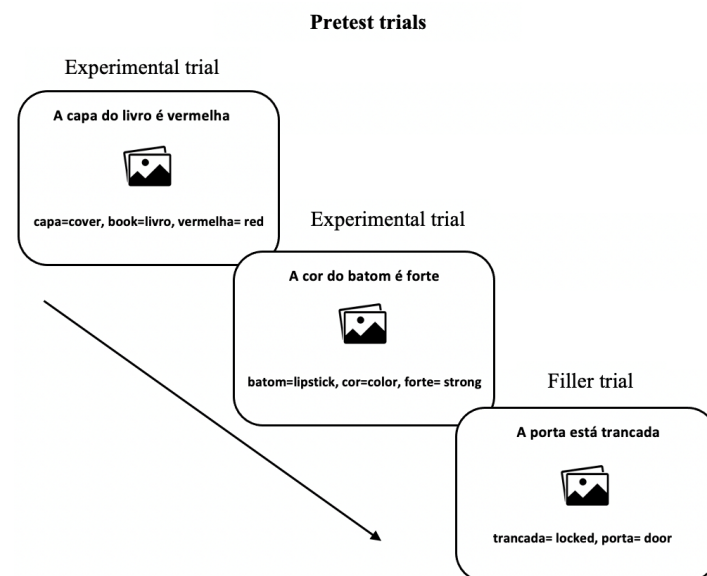 Pretest trials
Experimental trial
A capa do livro é vermelha
capa=cover, book=livro, vermelha= red
Experimental trial
A cor do batom é forte
batom=lipstick, cor=color, forte= strong
Filler trial
A porta está trancada
trancada= locked, porta= door